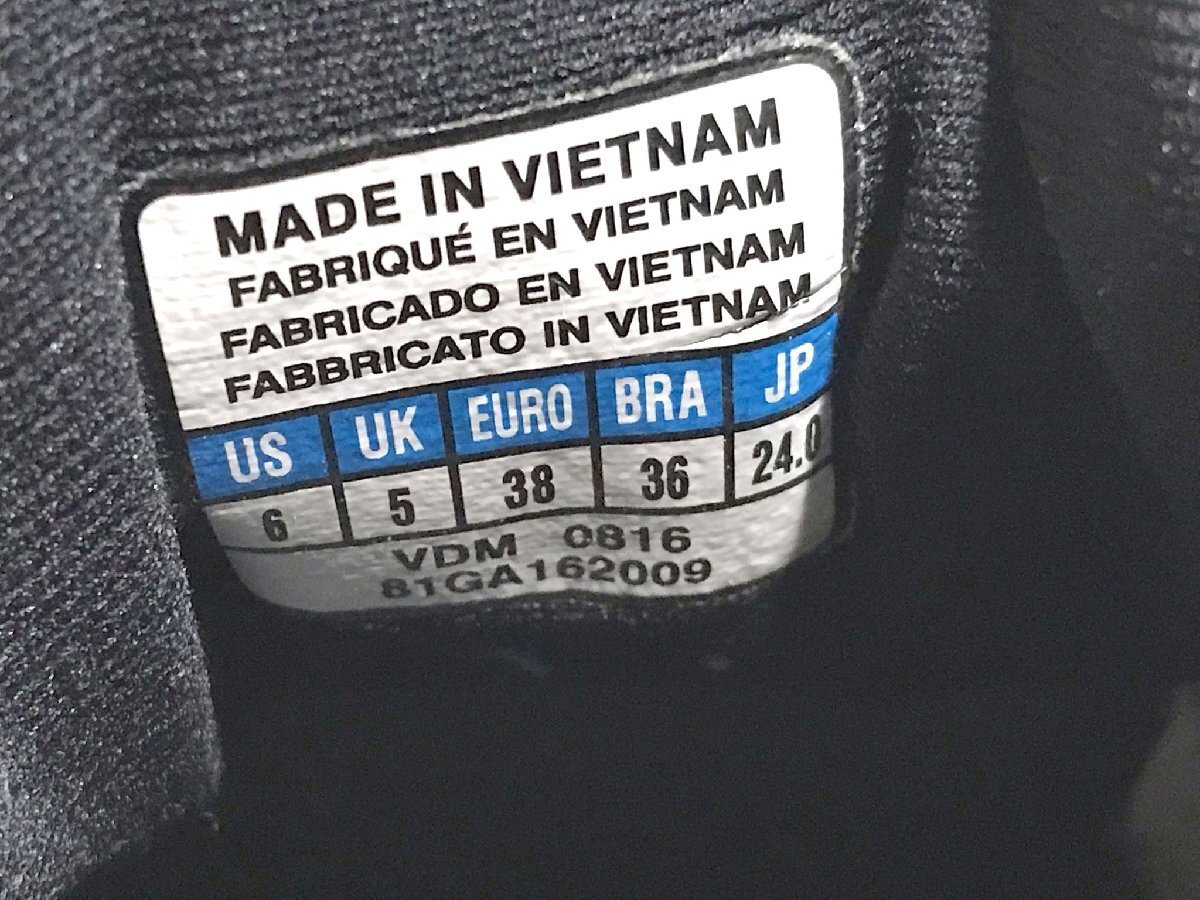 MADE IN VIETNAM
FABRIQUÉ EN VIETNAM
FABRICADO EN VIETNAM
FABBRICATO IN VIETNAM
US UK EURO BRA JP
6 5 38 36 24.0
VDM 0816
81GA162009